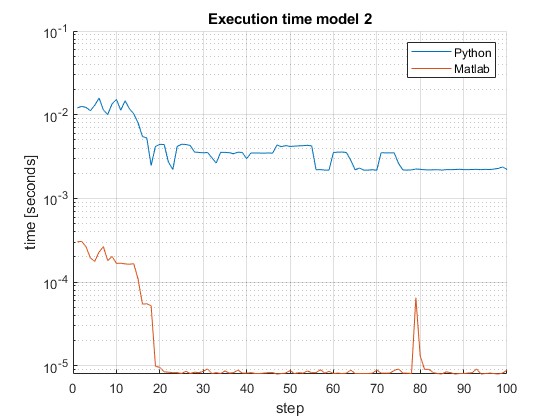 Execution time model 2
Python
Matlab
time [seconds]
10^-1
10^-2
10^-3
10^-4
10^-5
0 10 20 30 40 50 60 70 80 90 100
step